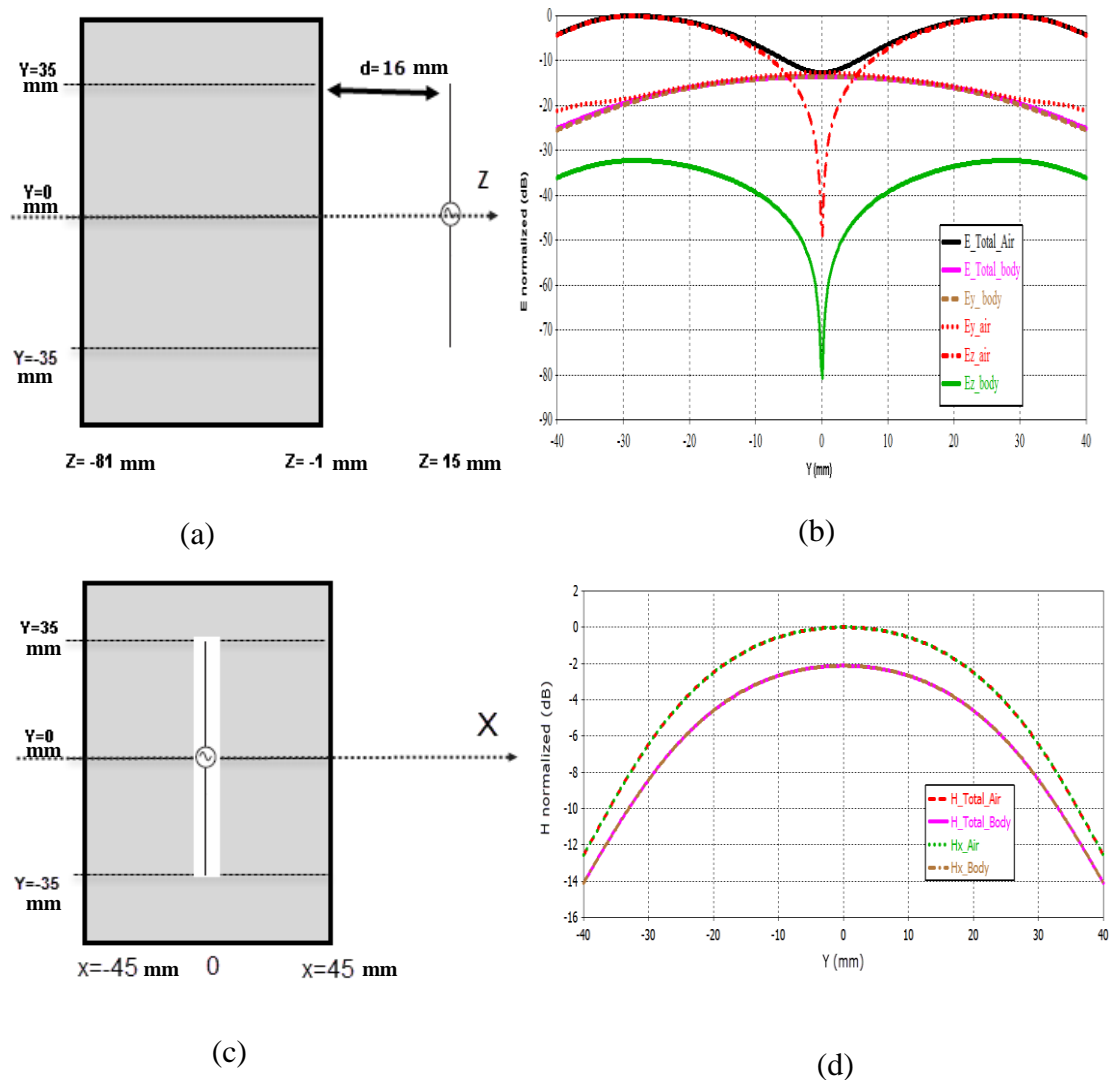 Y=35
mm
d= 16 mm
Y=0
mm
Z
Y=-35
mm
Z= -81 mm
Z= -1 mm
Z= 15 mm
(a)
E normalized (dB)
0
-10
-20
-30
-40
-50
-60
-70
-80
-90
-40 -30 -20 -10 0 10 20 30 40
Y (mm)
E_Total_Air
E_Total_body
Ey_ body
Ey_air
Ez_air
Ez_body
(b)
Y=35
mm
Y=0
mm
X
Y=-35
mm
x=-45 mm
0
x=45 mm
(c)
H normalized (dB)
2
0
-2
-4
-6
-8
-10
-12
-14
-16
-40 -30 -20 -10 0 10 20 30 40
Y (mm)
H_Total_Air
H_Total_Body
Hx_Air
Hx_Body
(d)